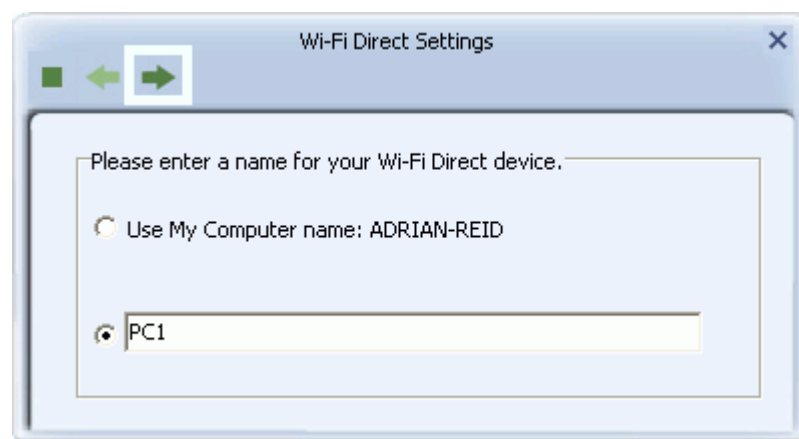 Wi-Fi Direct Settings
Please enter a name for your Wi-Fi Direct device.
Use My Computer name: ADRIAN-REID
PC1